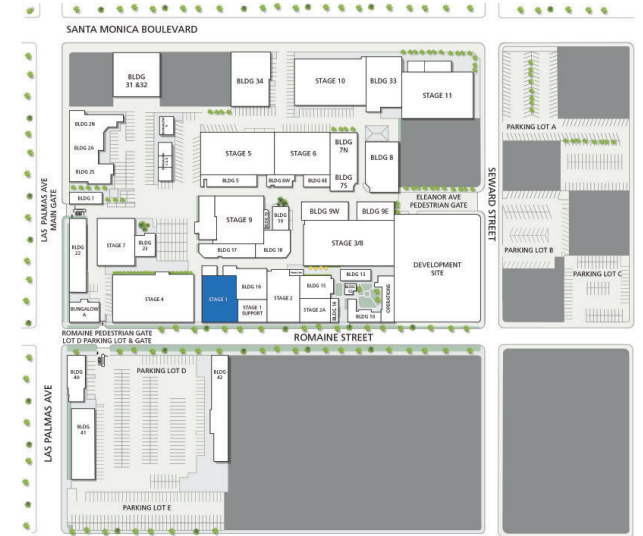 SANTA MONICA BOULEVARD
BLDG
31 &32
BLDG 34
STAGE 10
BLDG 33
STAGE 11
BLDG 2N
BLDG 2A
BLDG 2S
STAGE 5
STAGE 6
BLDG
7N
BLDG
7S
BLDG 8
BLDG 5
BLDG 6W
BLDG 6E
PARKING LOT A
LAS PALMAS AVE
MAIN GATE
BLDG 1
ELEANOR AVE
PEDESTRIAN GATE
SEWARD STREET
STAGE 9
BLDG
19
BLDG 9W
BLDG 9E
BLDG
22
STAGE 7
BLDG
23
BLDG 17
BLDG 18
STAGE 3/8
DEVELOPMENT
SITE
PARKING LOT B
PARKING LOT C
STAGE 4
STAGE 1
BLDG 16
STAGE 1
SUPPORT
STAGE 2
BLDG 15
STAGE 2A
BLDG 14
BLDG 13
BLDG 10
OPERATIONS
BUNGALOW
A
ROMAINE PEDESTRIAN GATE
LOT D PARKING LOT & GATE
ROMAINE STREET
LAS PALMAS AVE
BLDG
40
PARKING LOT D
BLDG
42
BLDG
41
PARKING LOT E